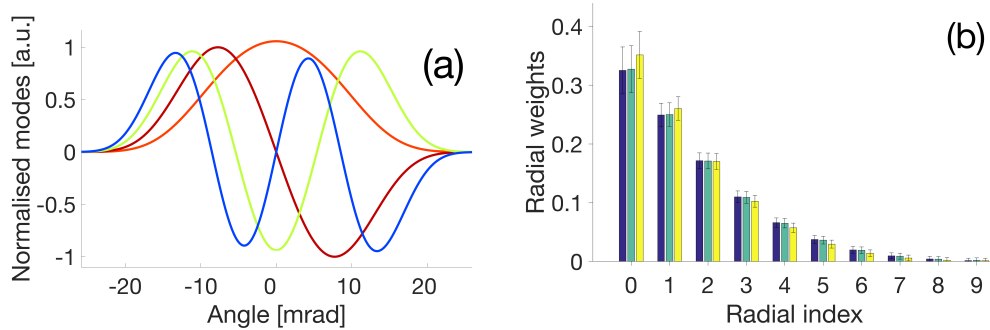 (a)
Normalised modes [a.u.]
1
0.5
0
-0.5
-1
-20 -10 0 10 20
Angle [mrad]
(b)
Radial weights
0.4
0.3
0.2
0.1
0
0 1 2 3 4 5 6 7 8 9
Radial index